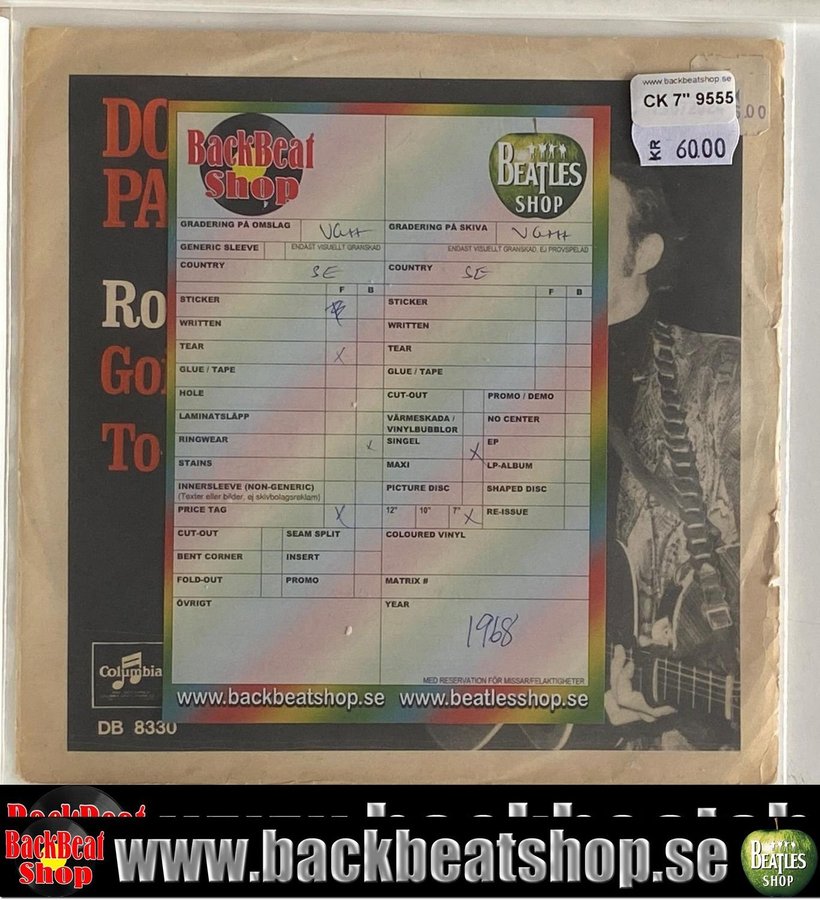 DO
PA
Ro
Go
To
Columbia
DB 8330
www.backbeatshop.se
CK 7" 9555
KR 60.00
BackBeat
Shop
BEATLES
SHOP
GRADERING PÅ OMSLAG VG++ GRADERING PÅ SKIVA VG++
GENERIC SLEEVE ENDAST VISUELLT GRANSKAD ENDAST VISUELLT GRANSKAD, EJ PROVSPELAD
COUNTRY SE COUNTRY SE
F B F B
STICKER STICKER
WRITTEN WRITTEN
TEAR X TEAR
GLUE / TAPE GLUE / TAPE
HOLE CUT-OUT PROMO / DEMO
LAMINATSLÄPP VÄRMESKADA / VINYLBUBBLOR NO CENTER
RINGWEAR X SINGEL X EP
STAINS MAXI LP-ALBUM
INNERSLEEVE (NON-GENERIC) PICTURE DISC SHAPED DISC
(Texter eller bilder, ej skivbolagsreklam)
PRICE TAG X 12" 10" 7" X RE-ISSUE
CUT-OUT SEAM SPLIT COLOURED VINYL
BENT CORNER INSERT
FOLD-OUT PROMO MATRIX #
ÖVRIGT YEAR
1968
MED RESERVATION FÖR MISSAR/FELAKTIGHETER
www.backbeatshop.se www.beatlesshop.se
BackBeat
Shop
www.backbeatshop.se
BEATLES
SHOP